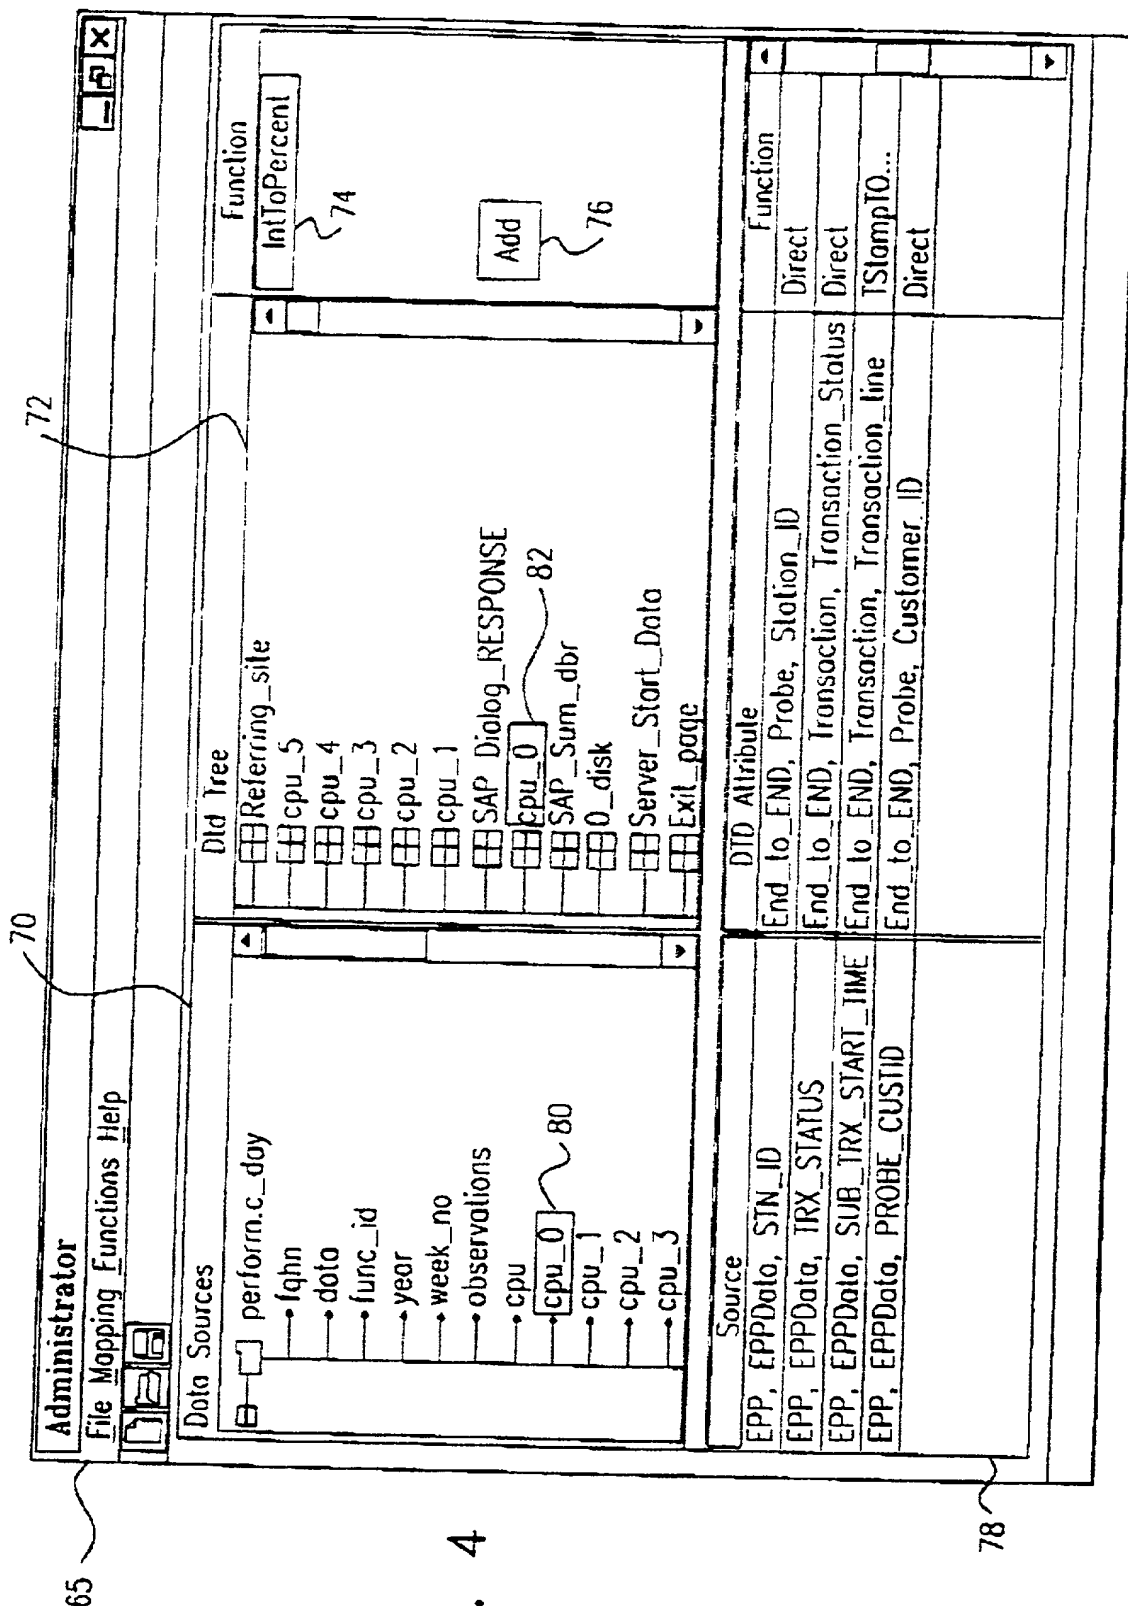 65
Administrator
File Mapping Functions Help
70
72
Data Sources
perform.c_day
fqhn
data
func_id
year
week_no
observations
cpu
cpu_0
80
cpu_1
cpu_2
cpu_3
Dtd Tree
Referring_site
cpu_5
cpu_4
cpu_3
cpu_2
cpu_1
SAP_Dialog_RESPONSE
cpu_0
82
SAP_Sum_dbr
0_disk
Server_Start_Data
Exit_page
Function
IntToPercent
74
Add
76
Source DTD Attribute Function
EPP, EPPData, STN_ID End_to_END, Probe, Station_ID Direct
EPP, EPPData, TRX_STATUS End_to_END, Transaction, Transaction_Status Direct
EPP, EPPData, SUB_TRX_START_TIME End_to_END, Transaction, Transaction_line TStampTO...
EPP, EPPData, PROBE_CUSTID End_to_END, Probe, Customer_ID Direct
78
. 4